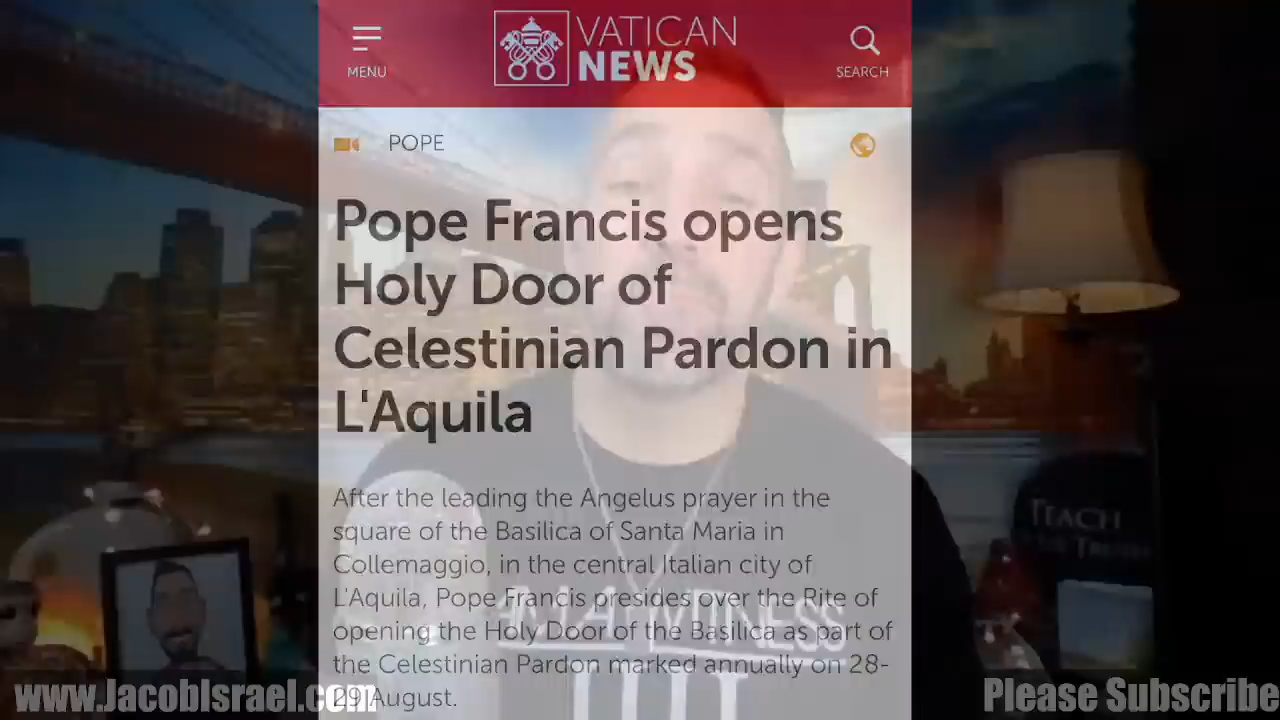 VATICAN
NEWS
MENU
SEARCH
POPE
Pope Francis opens
Holy Door of
Celestinian Pardon in
L'Aquila
After the leading the Angelus prayer in the
square of the Basilica of Santa Maria in
Collemaggio, in the central Italian city of
L'Aquila, Pope Francis presides over the Rite of
opening the Holy Door of the Basilica as part of
the Celestinian Pardon marked annually on 28-
29 August.
TEACH
WITNESS
www.JacobIsrael.com
Please Subscribe